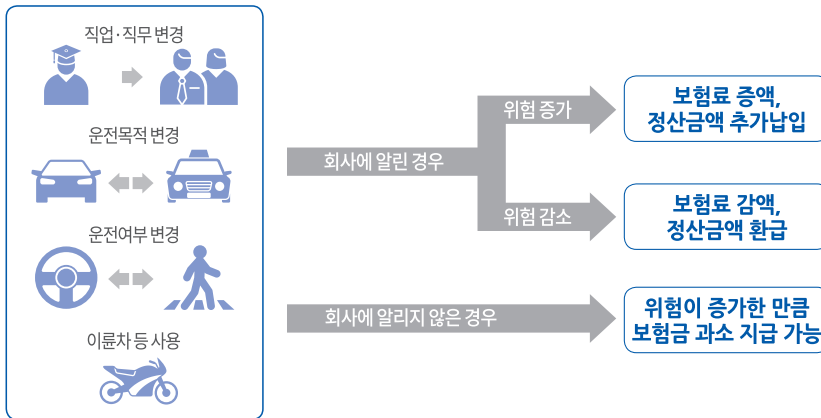 직업·직무 변경
운전목적 변경
운전여부 변경
이륜차 등 사용
회사에 알린 경우
위험 증가
보험료 증액,
정산금액 추가납입
위험 감소
보험료 감액,
정산금액 환급
회사에 알리지 않은 경우
위험이 증가한 만큼
보험금 과소 지급 가능